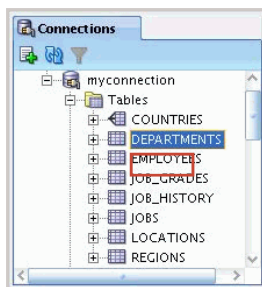 Connections
myconnection
Tables
COUNTRIES
DEPARTMENTS
EMPLOYEES
JOB_GRADES
JOB_HISTORY
JOBS
LOCATIONS
REGIONS